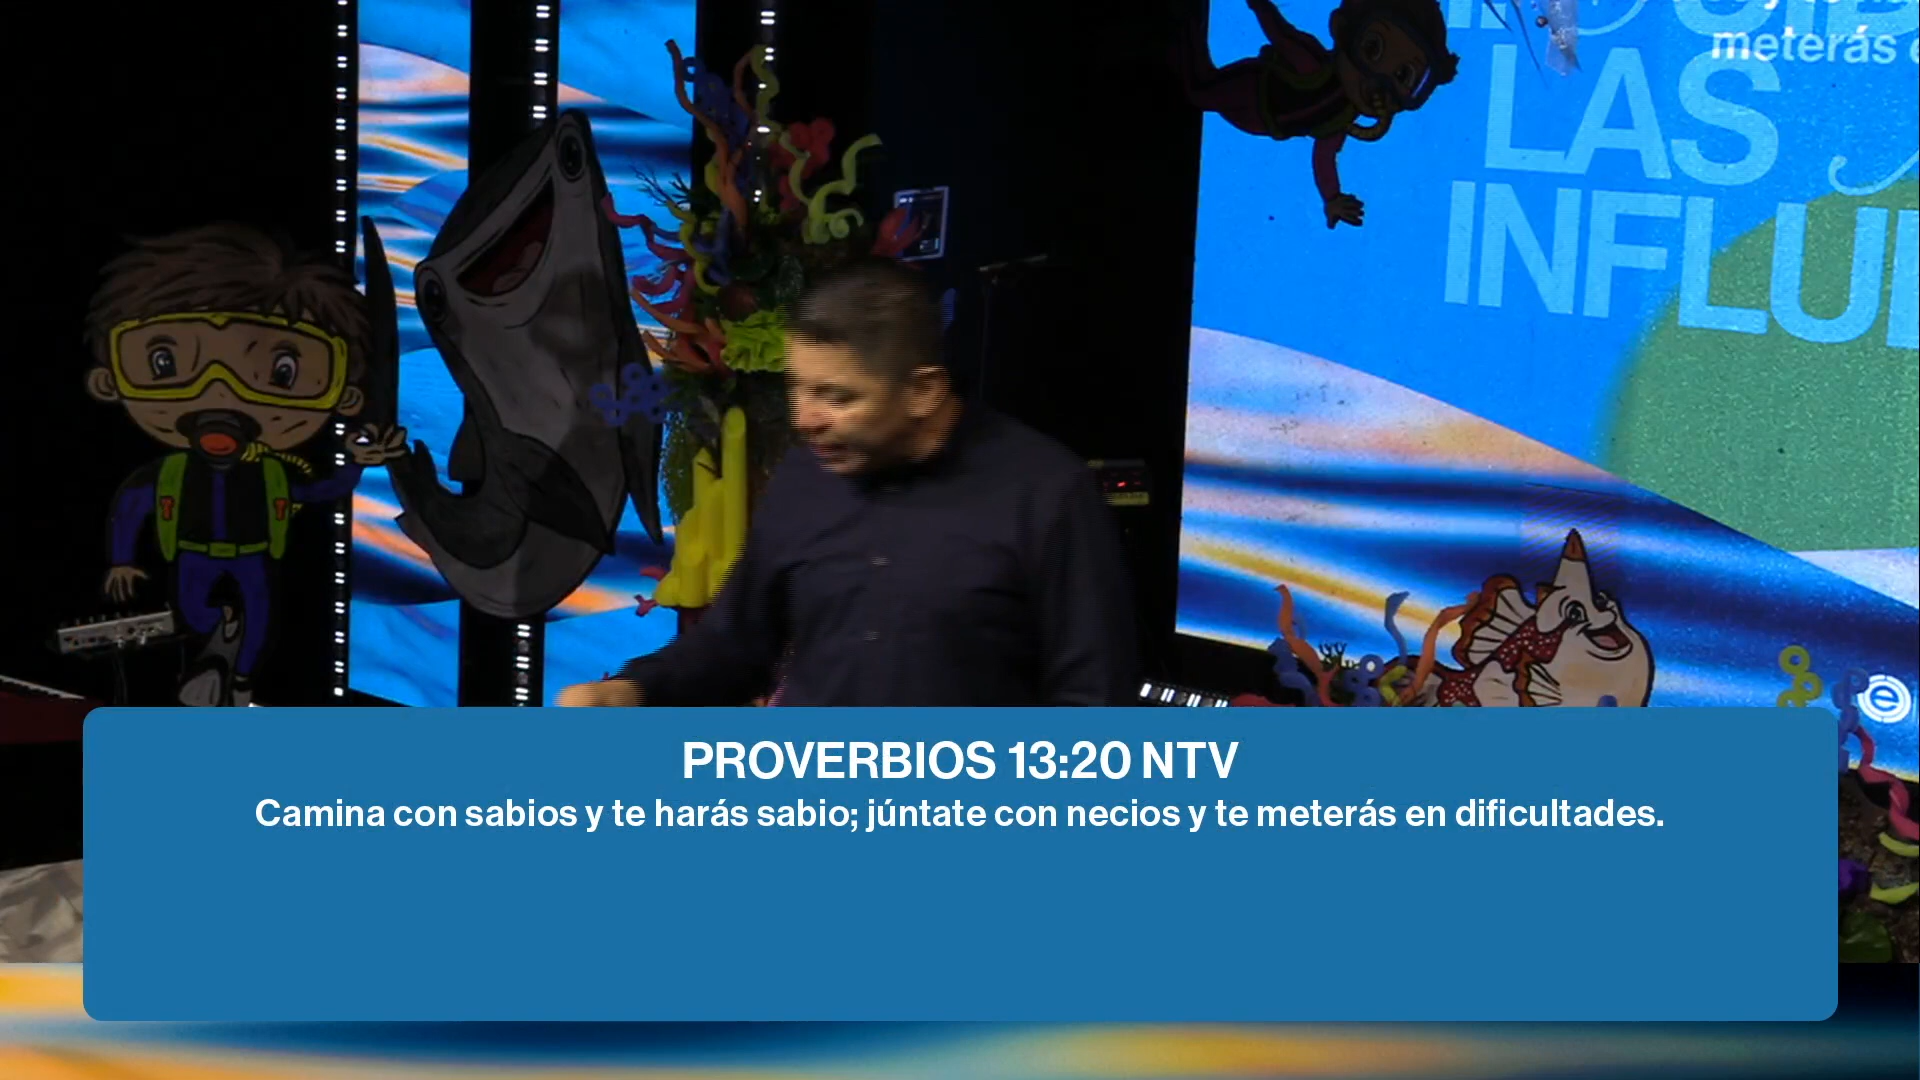 meterás
LAS
PROVERBIOS 13:20 NTV
Camina con sabios y te harás sabio; júntate con necios y te meterás en dificultades.